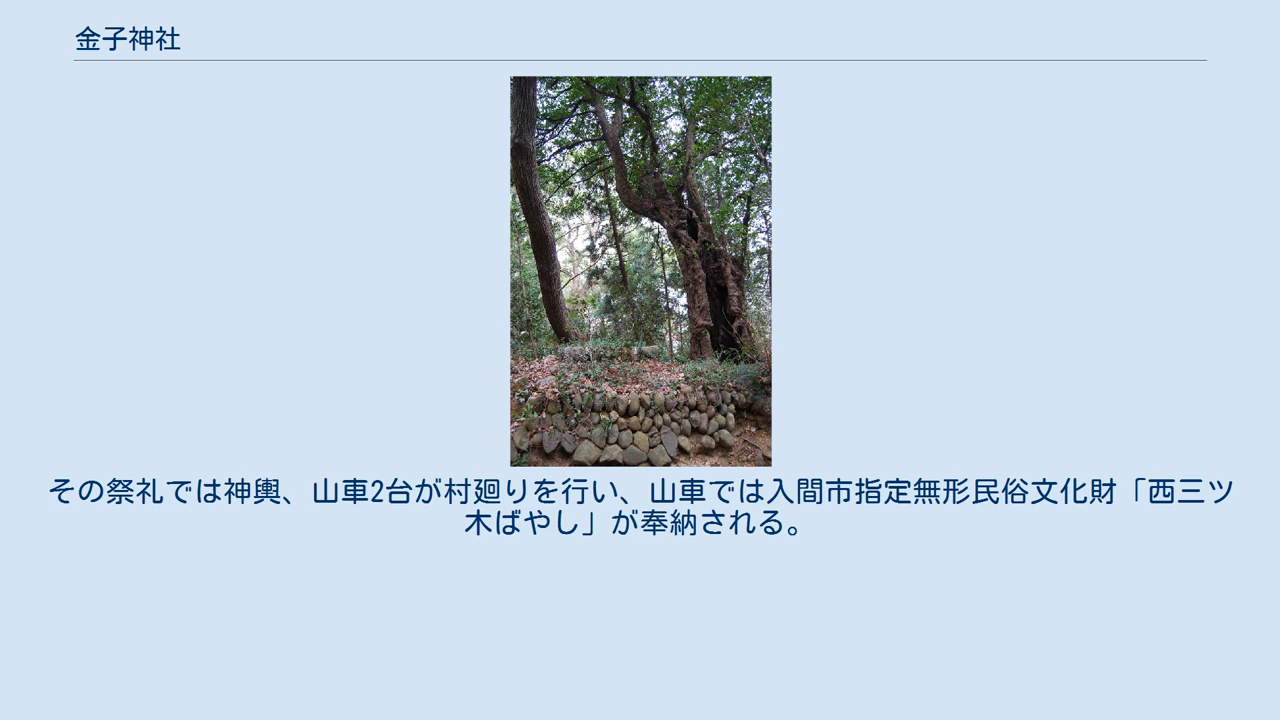 金子神社
その祭礼では神輿、山車2台が村廻りを行い、山車では入間市指定無形民俗文化財「西三ツ
木ばやし」が奉納される。